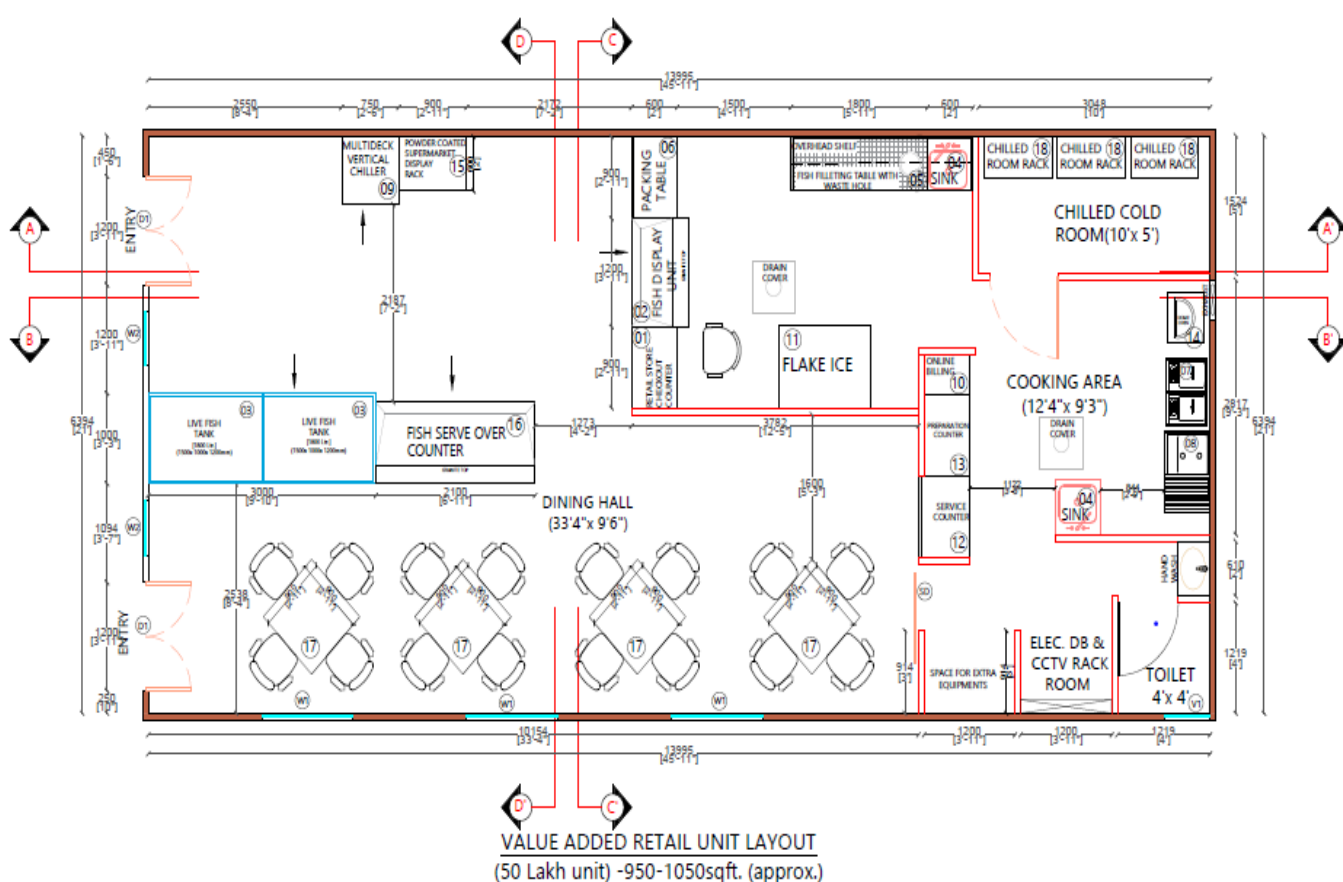 D
C
13995
[45'-11"]
2550
[8'-4"]
750
[2'-6"]
900
[2'-11"]
2172
[7'-2"]
600
[2']
1500
[4'-11"]
1800
[5'-11"]
600
[2']
3048
[10']
450
[1'-6"]
MULTIDECK
VERTICAL
CHILLER
09
POWDER COATED
SUPERMARKET
DISPLAY
RACK
15
PACKING
TABLE
06
900
[2'-11"]
OVERHEAD SHELF
FISH FILLETING TABLE WITH
WASTE HOLE
05
04
SINK
CHILLED
ROOM RACK
18
CHILLED
ROOM RACK
18
CHILLED
ROOM RACK
18
1524
[5']
CHILLED COLD
ROOM(10'x 5')
1200
[3'-11"]
ENTRY
D1
A
A'
B
B'
FISH DISPLAY
UNIT
02
1200
[3'-11"]
DRAIN
COVER
2187
[7'-2"]
1200
[3'-11"]
W2
01
RETAIL STORE
CHECKOUT
COUNTER
900
[2'-11"]
11
FLAKE ICE
14
07
08
ONLINE
BILLING
10
COOKING AREA
(12'4"x 9'3")
2817
[9'-3"]
6394
[21']
6394
[21']
1000
[3'-3"]
LIVE FISH
TANK
03
(1500x 1000x 1200mm)
LIVE FISH
TANK
03
(1500x 1000x 1200mm)
FISH SERVE OVER
COUNTER
16
GRANITE TOP
1273
[4'-2"]
3782
[12'-5"]
PREPARATION
COUNTER
13
DRAIN
COVER
3000
[9'-10"]
2100
[6'-11"]
1600
[5'-3"]
SERVICE
COUNTER
12
04
SINK
DINING HALL
(33'4"x 9'6")
W2
1094
[3'-7"]
HAND
WASH
610
[2']
2538
[8'-4"]
SD
1200
[3'-11"]
ENTRY
D1
17
17
17
17
914
[3']
SPACE FOR EXTRA
EQUIPMENTS
ELEC. DB &
CCTV RACK
ROOM
TOILET
4'x 4'
1219
[4']
250
[10"]
W1
W1
W1
V1
10154
[33'-4"]
1200
[3'-11"]
1200
[3'-11"]
1219
[4']
13995
[45'-11"]
D'
C'
VALUE ADDED RETAIL UNIT LAYOUT
(50 Lakh unit) -950-1050sqft. (approx.)